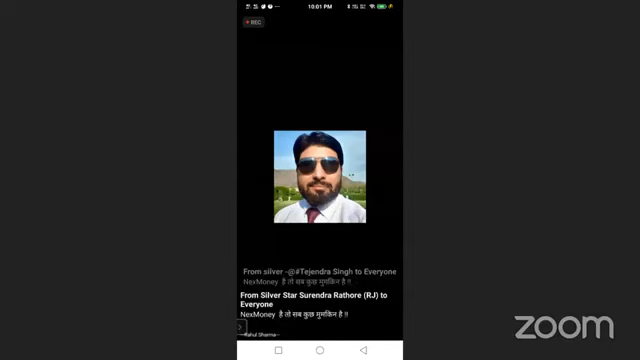 10:01 PM
REC
From silver -@#Tejendra Singh to Everyone
NexMoney है तो सब कुछ मुमकिन है !!
From Silver Star Surendra Rathore (RJ) to
Everyone
NexMoney है तो सब कुछ मुमकिन है !!
--Rahul Sharma--
zoom